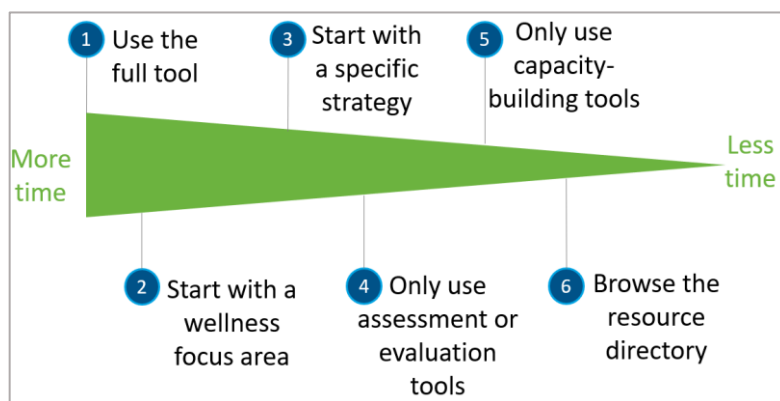 1
Use the
full tool
3
Start with
a specific
strategy
5
Only use
capacity-
building tools
More
time
Less
time
2
Start with a
wellness
focus area
4
Only use
assessment or
evaluation
tools
6
Browse the
resource
directory